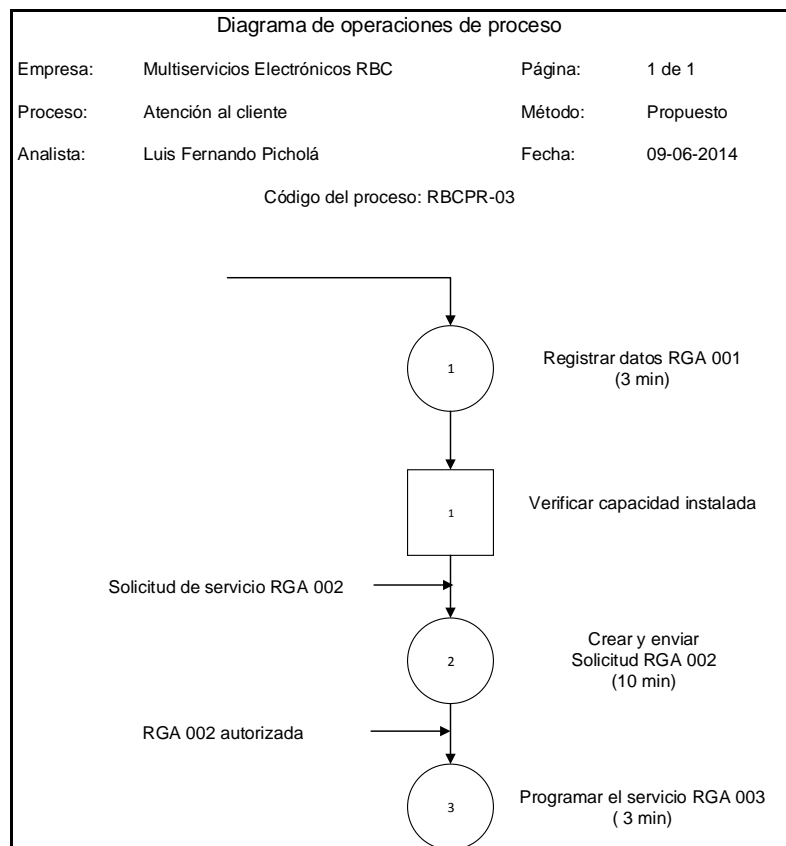 Diagrama de operaciones de proceso
Empresa: Multiservicios Electrónicos RBC Página: 1 de 1
Proceso: Atención al cliente Método: Propuesto
Analista: Luis Fernando Picholá Fecha: 09-06-2014
Código del proceso: RBCPR-03
1
Registrar datos RGA 001
(3 min)
1
Verificar capacidad instalada
Solicitud de servicio RGA 002
2
Crear y enviar
Solicitud RGA 002
(10 min)
RGA 002 autorizada
3
Programar el servicio RGA 003
( 3 min)